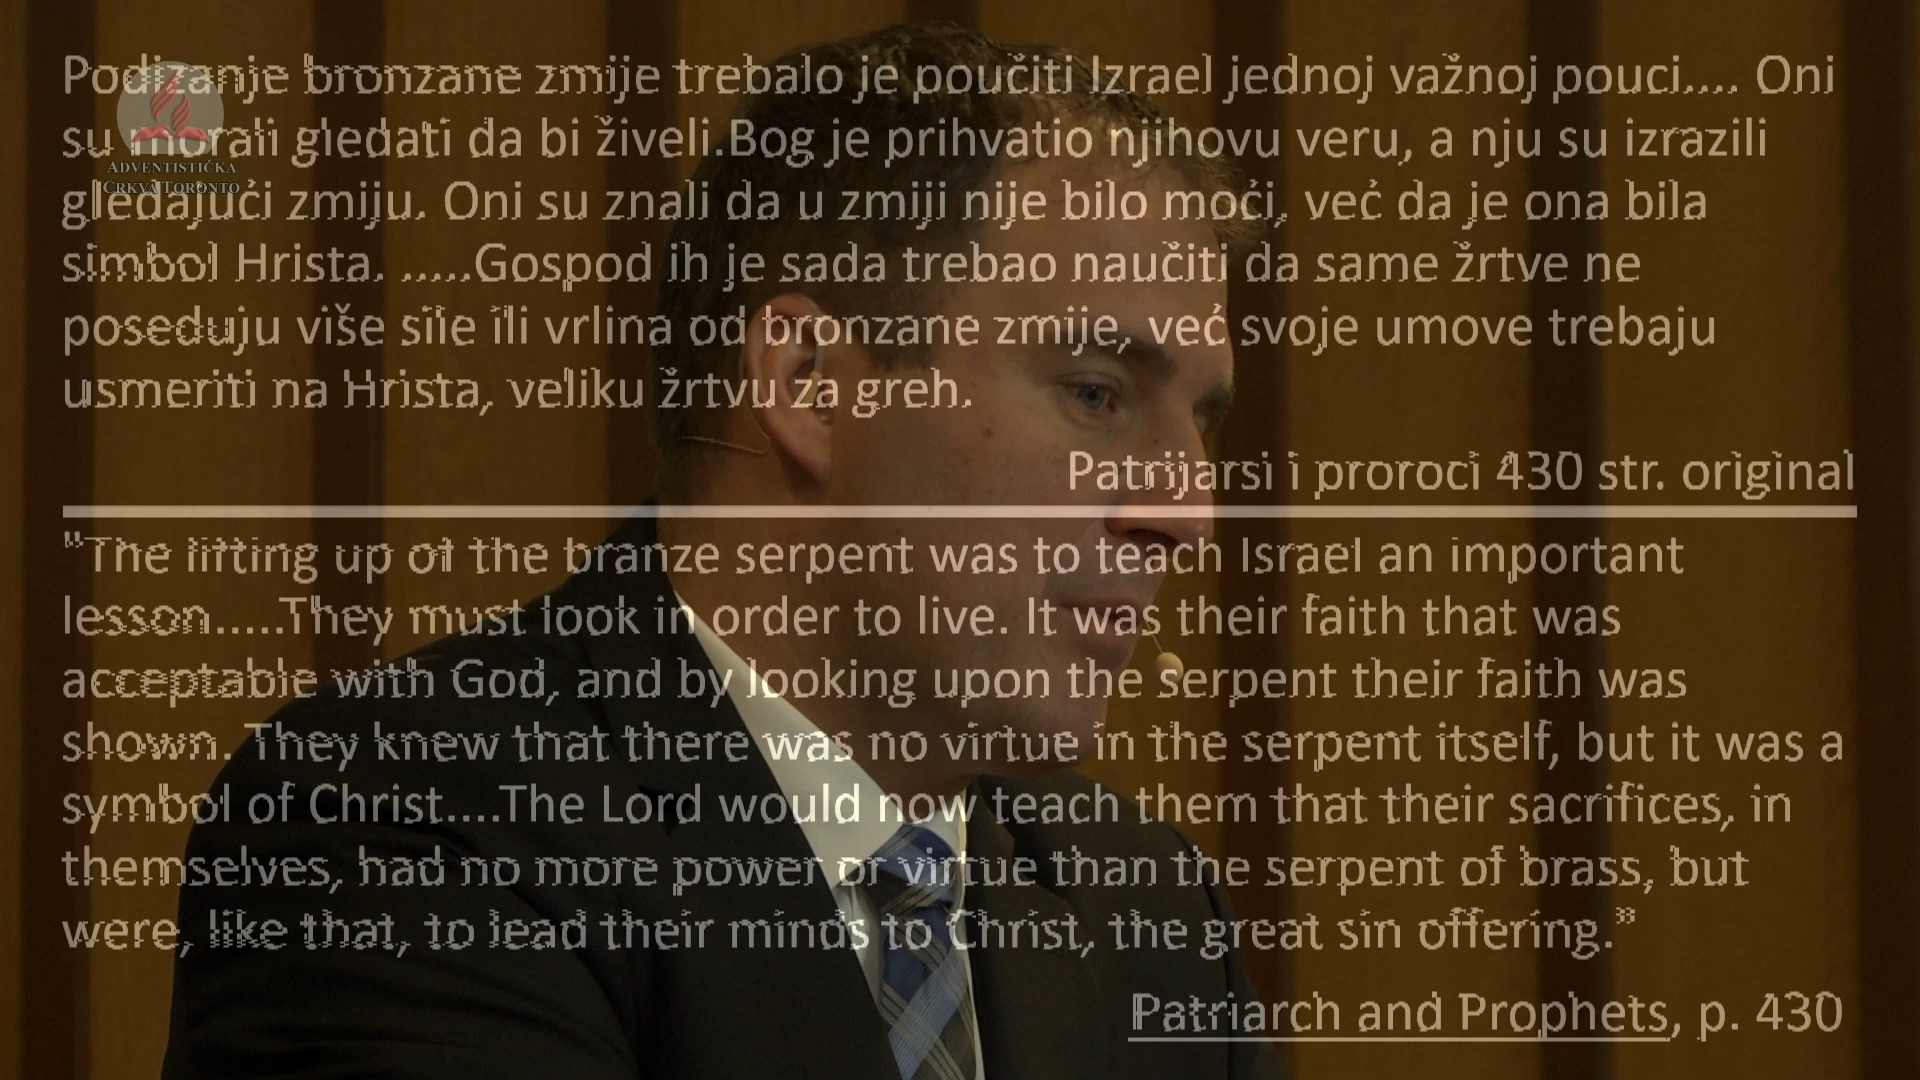 Podizanje bronzane zmije trebalo je poučiti Izrael jednoj važnoj pouci.... Oni
su morali gledati da bi živeli.Bog je prihvatio njihovu veru, a nju su izrazili
gledajući zmiju. Oni su znali da u zmiji nije bilo moći, već da je ona bila
simbol Hrista. .....Gospod ih je sada trebao naučiti da same žrtve ne
poseduju više sile ili vrlina od bronzane zmije, već svoje umove trebaju
usmeriti na Hrista, veliku žrtvu za greh.
Patrijarsi i proroci 430 str. original
ADVENTISTIČKA
CRKVA TORONTO
"The lifting up of the branze serpent was to teach Israel an important
lesson.....They must look in order to live. It was their faith that was
acceptable with God, and by looking upon the serpent their faith was
shown. They knew that there was no virtue in the serpent itself, but it was a
symbol of Christ....The Lord would now teach them that their sacrifices, in
themselves, had no more power or virtue than the serpent of brass, but
were, like that, to lead their minds to Christ, the great sin offering.”
Patriarch and Prophets, p. 430